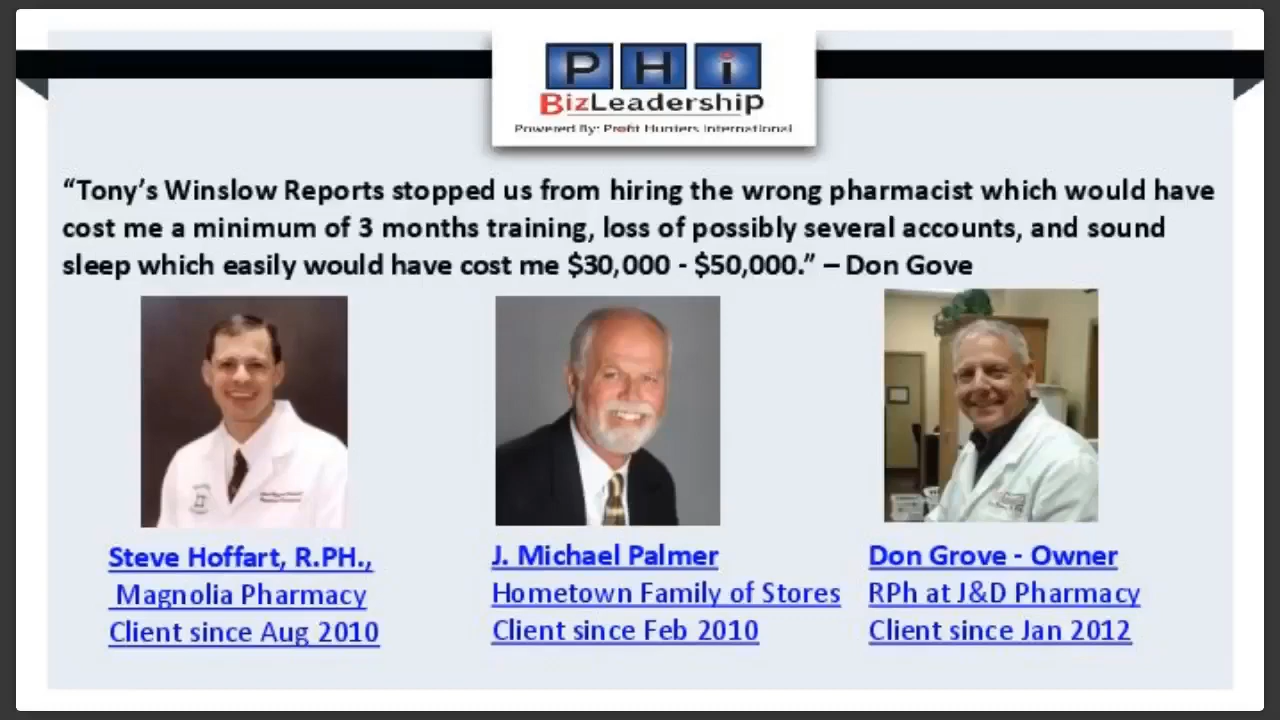 PHi
BizLeadership
Powered By: Profit Hunters International
“Tony’s Winslow Reports stopped us from hiring the wrong pharmacist which would have
cost me a minimum of 3 months training, loss of possibly several accounts, and sound
sleep which easily would have cost me $30,000 - $50,000.” – Don Gove
Steve Hoffart, R.PH.,
Magnolia Pharmacy
Client since Aug 2010
J. Michael Palmer
Hometown Family of Stores
Client since Feb 2010
Don Grove - Owner
RPh at J&D Pharmacy
Client since Jan 2012